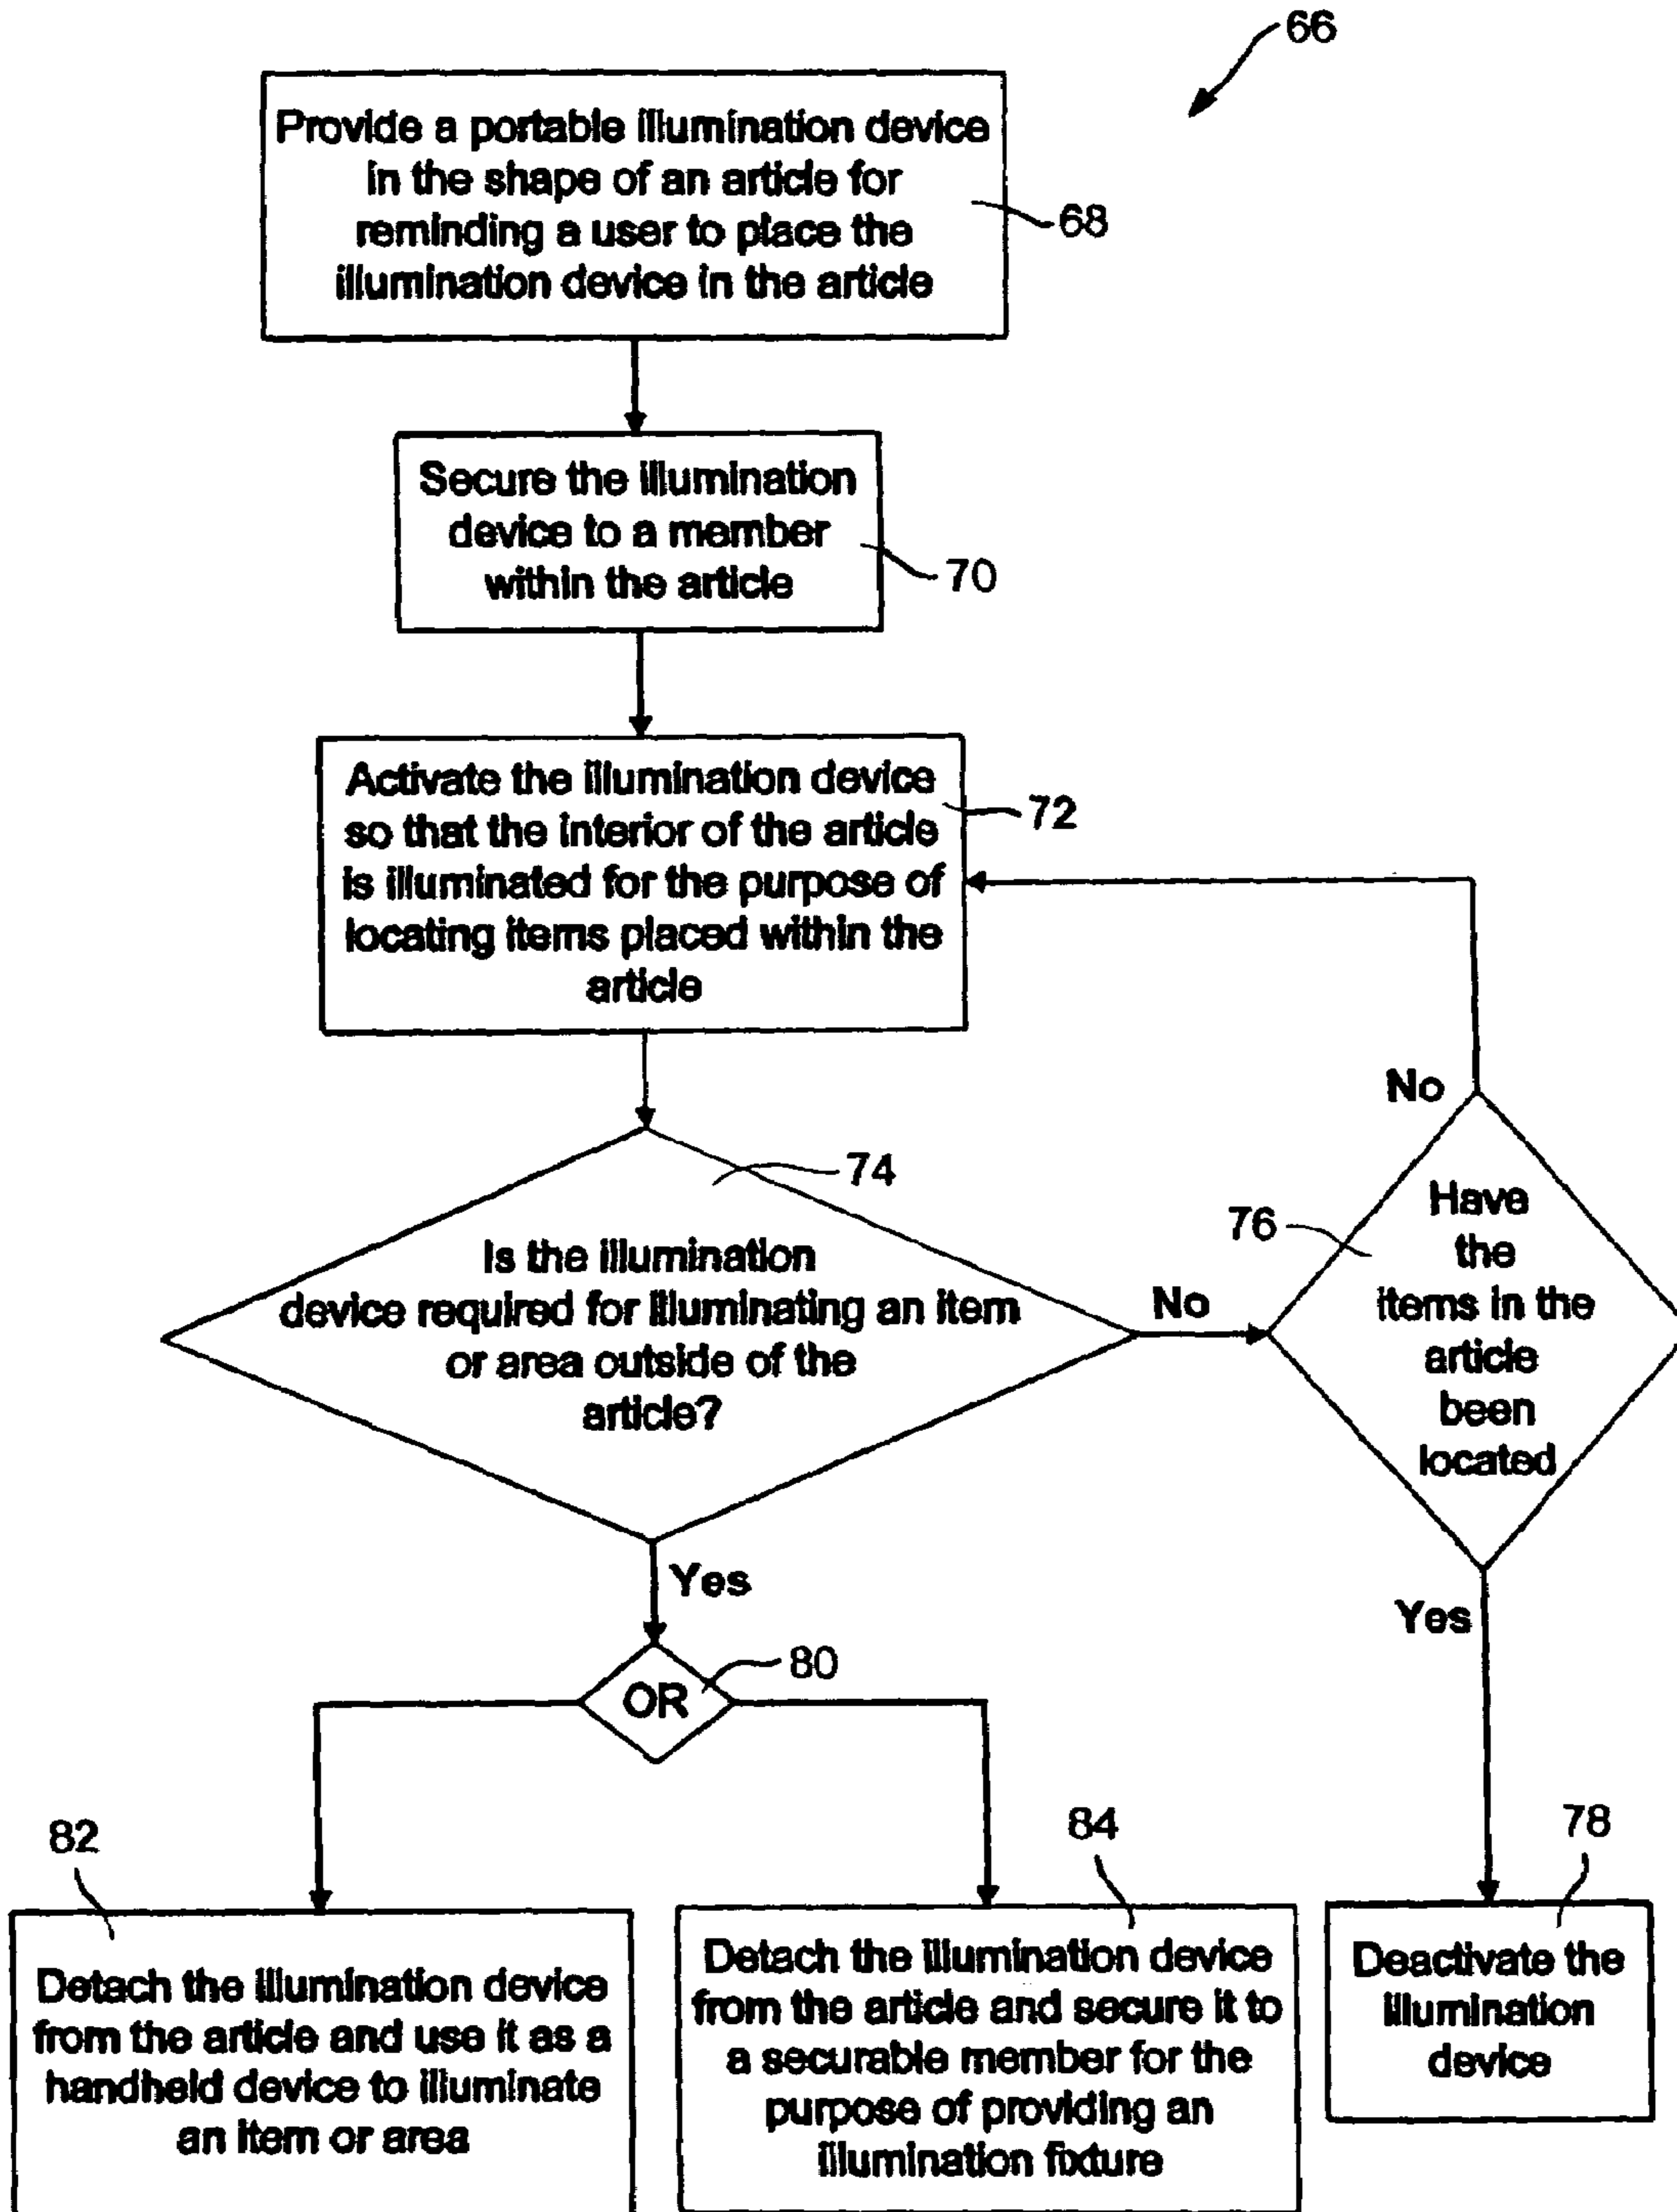 66
Provide a portable illumination device
in the shape of an article for
reminding a user to place the
illumination device in the article
68
Secure the illumination
device to a member
within the article
70
Activate the illumination device
so that the interior of the article
is illuminated for the purpose of
locating items placed within the
article
72
74
Is the illumination
device required for illuminating an item
or area outside of the
article?
No
No
76
Have
the
items in the
article
been
located
Yes
Yes
80
OR
82
84
78
Detach the illumination device
from the article and use it as a
handheld device to illuminate
an item or area
Detach the illumination device
from the article and secure it to
a securable member for the
purpose of providing an
illumination fixture
Deactivate the
illumination
device